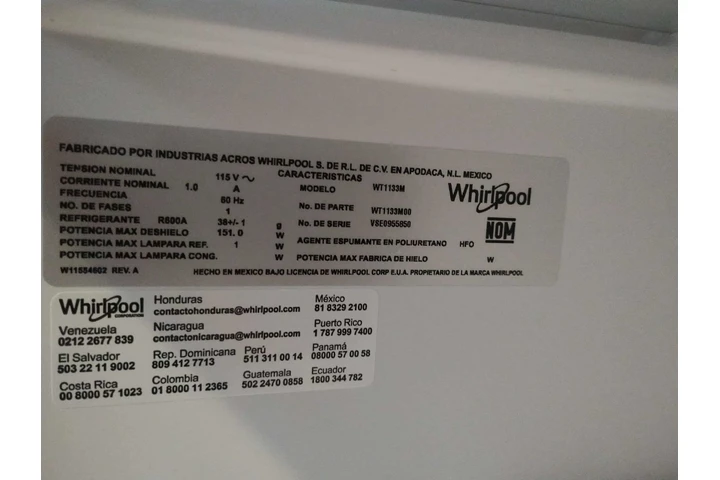 FABRICADO POR INDUSTRIAS ACROS WHIRLPOOL S. DE R.L. DE C.V. EN APODACA, N.L. MEXICO
TENSION NOMINAL 115 V ~
CORRIENTE NOMINAL 1.0 A
FRECUENCIA 60 Hz
NO. DE FASES 1
REFRIGERANTE R600A 38+/- 1 g
POTENCIA MAX DESHIELO 151.0 W
POTENCIA MAX LAMPARA REF. 1 W
POTENCIA MAX LAMPARA CONG. W
W11554602 REV. A
CARACTERISTICAS
MODELO WT1133M
No. DE PARTE WT1133M00
No. DE SERIE VSE0955850
AGENTE ESPUMANTE EN POLIURETANO HFO
POTENCIA MAX FABRICA DE HIELO W
Whirlpool
NOM
HECHO EN MEXICO BAJO LICENCIA DE WHIRLPOOL CORP E.U.A. PROPIETARIO DE LA MARCA WHIRLPOOL
Whirlpool
CORPORATION
Honduras
contactohonduras@whirlpool.com
México
81 8329 2100
Venezuela
0212 2677 839
Nicaragua
contactonicaragua@whirlpool.com
Puerto Rico
1 787 999 7400
El Salvador
503 22 11 9002
Rep. Dominicana
809 412 7713
Perú
511 311 00 14
Panamá
08000 57 00 58
Costa Rica
00 8000 57 1023
Colombia
01 8000 11 2365
Guatemala
502 2470 0858
Ecuador
1800 344 782